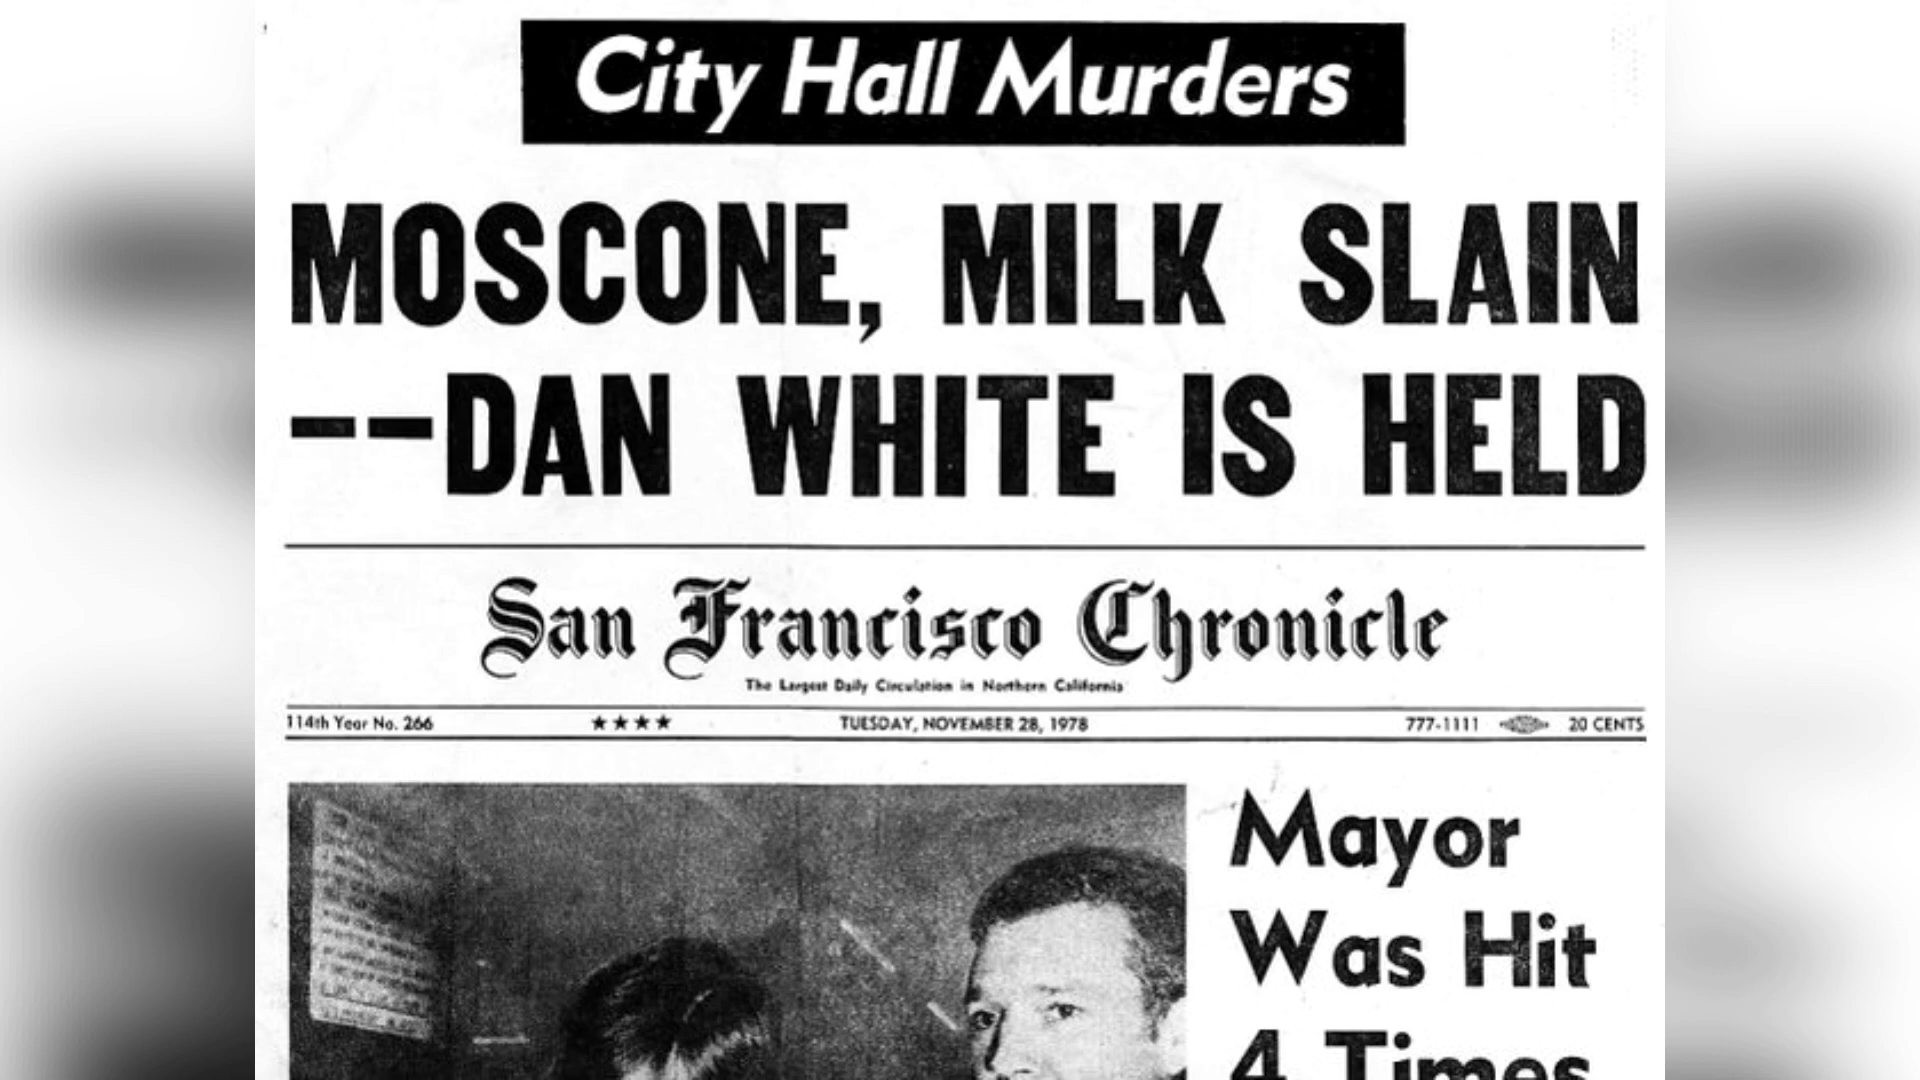 City Hall Murders
MOSCONE, MILK SLAIN
--DAN WHITE IS HELD
San Francisco Chronicle
The Largest Daily Circulation in Northern California
114th Year No. 266 ★★★★ TUESDAY, NOVEMBER 28, 1978 777-1111 20 CENTS
Mayor
Was Hit
4 Times